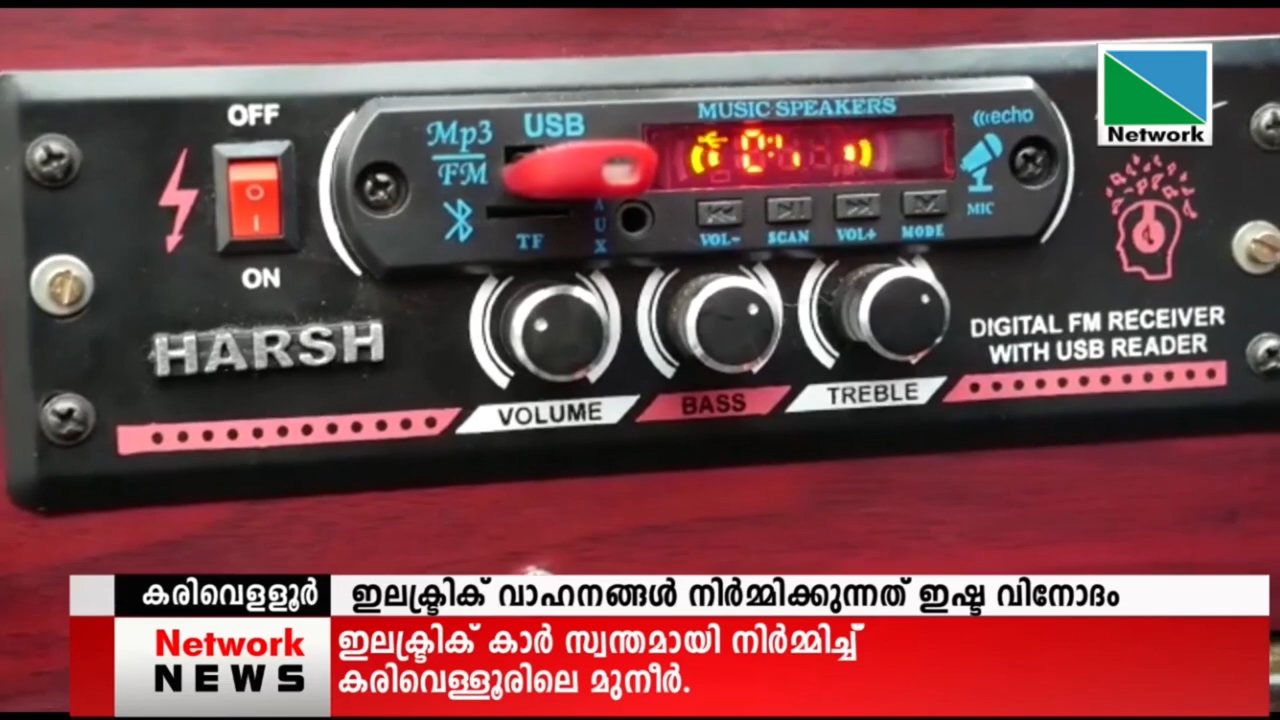 Network
OFF
ON
Mp3
FM
USB
MUSIC SPEAKERS
echo
MIC
TF
AUX
VOL-
SCAN
VOL+
MODE
HARSH
VOLUME
BASS
TREBLE
DIGITAL FM RECEIVER
WITH USB READER
കരിവെളളൂർ
ഇലക്ട്രിക് വാഹനങ്ങൾ നിർമ്മിക്കുന്നത് ഇഷ്ട വിനോദം
Network
NEWS
ഇലക്ട്രിക് കാർ സ്വന്തമായി നിർമ്മിച്ച്
കരിവെള്ളൂരിലെ മുനീർ.